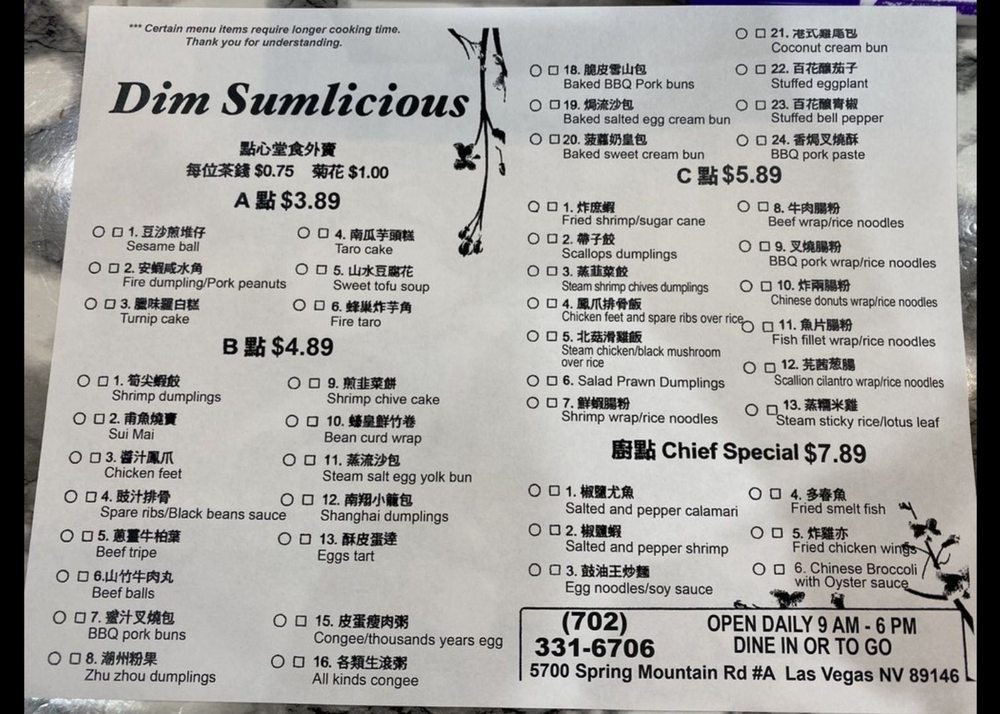 *** Certain menu items require longer cooking time.
Thank you for understanding.
Dim Sumlicious
點心堂食外賣
每位茶錢 $0.75 菊花 $1.00
A 點 $3.89
1. 豆沙煎堆仔
Sesame ball
2. 安蝦咸水角
Fire dumpling/Pork peanuts
3. 臘味羅白糕
Turnip cake
4. 南瓜芋頭糕
Taro cake
5. 山水豆腐花
Sweet tofu soup
6. 蜂巢炸芋角
Fire taro
B 點 $4.89
1. 筍尖蝦餃
Shrimp dumplings
2. 甫魚燒賣
Sui Mai
3. 醬汁鳳爪
Chicken feet
4. 豉汁排骨
Spare ribs/Black beans sauce
5. 蔥薑牛柏葉
Beef tripe
6.山竹牛肉丸
Beef balls
7. 蜜汁叉燒包
BBQ pork buns
8. 潮州粉果
Zhu zhou dumplings
9. 煎韭菜餅
Shrimp chive cake
10. 蠔皇鮮竹卷
Bean curd wrap
11. 蒸流沙包
Steam salt egg yolk bun
12. 南翔小籠包
Shanghai dumplings
13. 酥皮蛋達
Eggs tart
15. 皮蛋瘦肉粥
Congee/thousands years egg
16. 各類生滾粥
All kinds congee
18. 脆皮雪山包
Baked BBQ Pork buns
19. 焗流沙包
Baked salted egg cream bun
20. 菠蘿奶皇包
Baked sweet cream bun
21. 港式雞尾包
Coconut cream bun
22. 百花釀茄子
Stuffed eggplant
23. 百花釀青椒
Stuffed bell pepper
24. 香焗叉燒酥
BBQ pork paste
C 點 $5.89
1. 炸庶蝦
Fried shrimp/sugar cane
2. 帶子餃
Scallops dumplings
3. 蒸韮菜餃
Steam shrimp chives dumplings
4. 鳳爪排骨飯
Chicken feet and spare ribs over rice
5. 北菇滑雞飯
Steam chicken/black mushroom
over rice
6. Salad Prawn Dumplings
7. 鮮蝦腸粉
Shrimp wrap/rice noodles
8. 牛肉腸粉
Beef wrap/rice noodles
9. 叉燒腸粉
BBQ pork wrap/rice noodles
10. 炸兩腸粉
Chinese donuts wrap/rice noodles
11. 魚片腸粉
Fish fillet wrap/rice noodles
12. 芫茜葱腸
Scallion cilantro wrap/rice noodles
13. 蒸糯米雞
Steam sticky rice/lotus leaf
廚點 Chief Special $7.89
1. 椒鹽尤魚
Salted and pepper calamari
2. 椒鹽蝦
Salted and pepper shrimp
3. 鼓油王炒麵
Egg noodles/soy sauce
4. 多春魚
Fried smelt fish
5. 炸雞亦
Fried chicken wings
6. Chinese Broccoli
with Oyster sauce
(702)
331-6706
OPEN DAILY 9 AM - 6 PM
DINE IN OR TO GO
5700 Spring Mountain Rd #A Las Vegas NV 89146